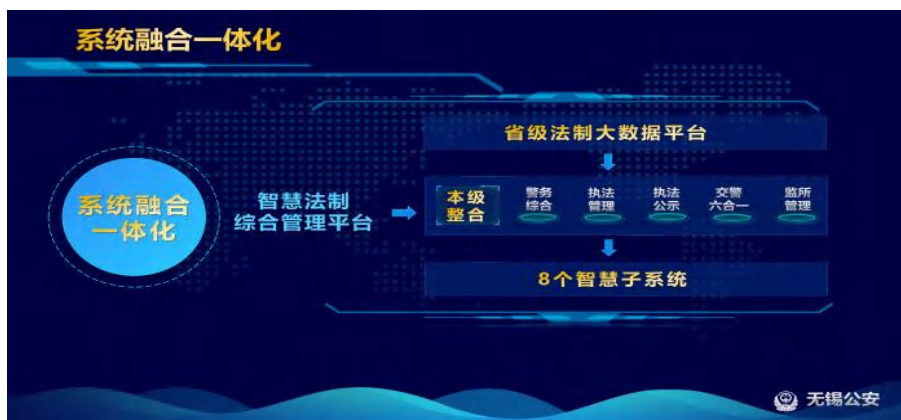 系统融合一体化
省级法制大数据平台
系统融合
一体化
智慧法制
综合管理平台
本级
整合
警务
综合
执法
管理
执法
公示
交警
六合一
监所
管理
8个智慧子系统
无锡公安